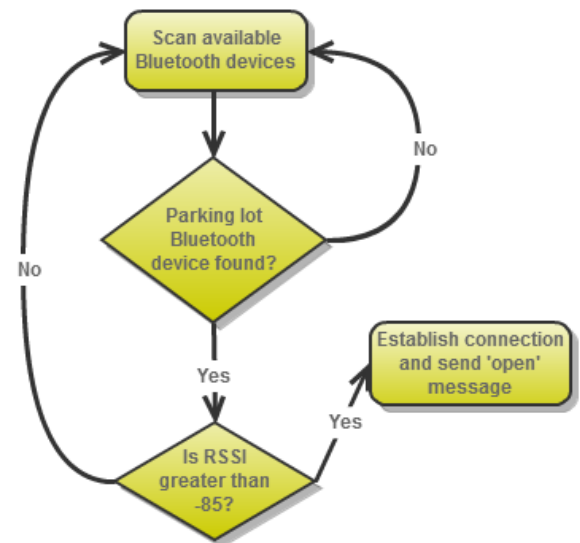 Scan available
Bluetooth devices
No
Parking lot
Bluetooth
device found?
No
Yes
Establish connection
and send 'open'
message
Yes
Is RSSI
greater than
-85?